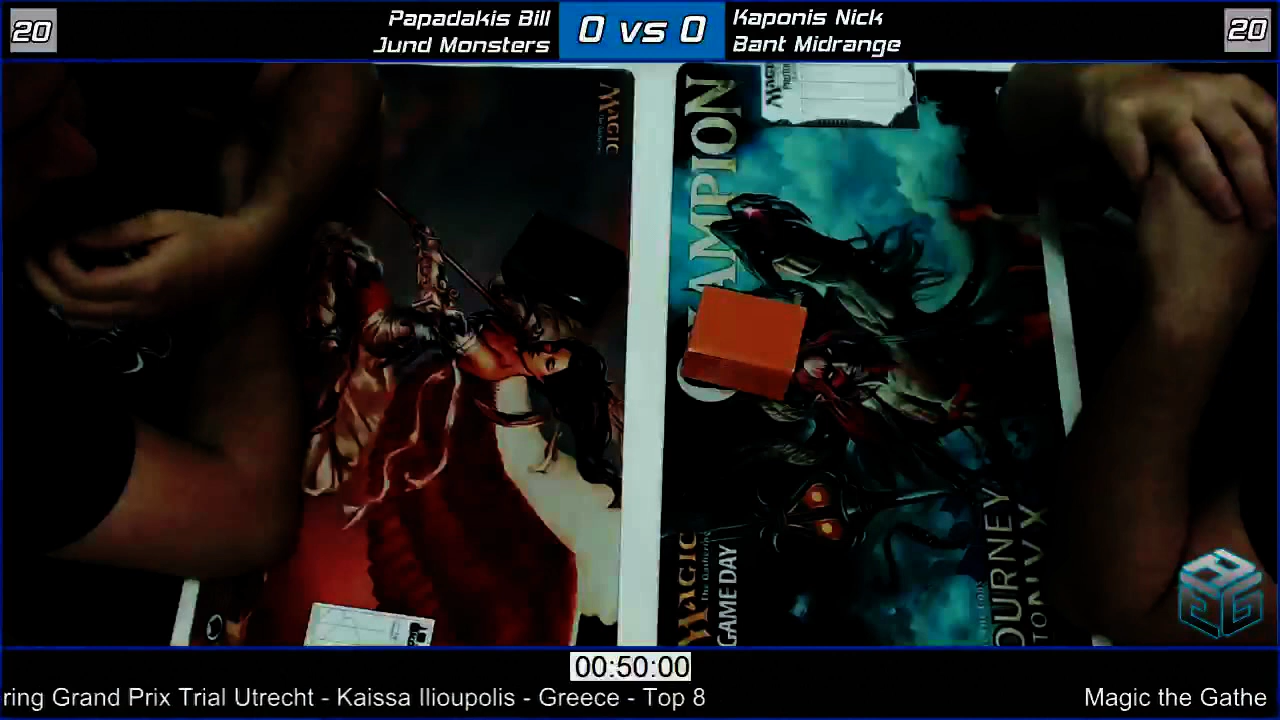 20
Papadakis Bill
Jund Monsters
0 vs 0
Kaponis Nick
Bant Midrange
20
MAGIC
CHAMPION
MAGIC
The Gathering
GAME DAY
JOURNEY
00:50:00
ring Grand Prix Trial Utrecht - Kaissa Ilioupolis - Greece - Top 8
Magic the Gathe